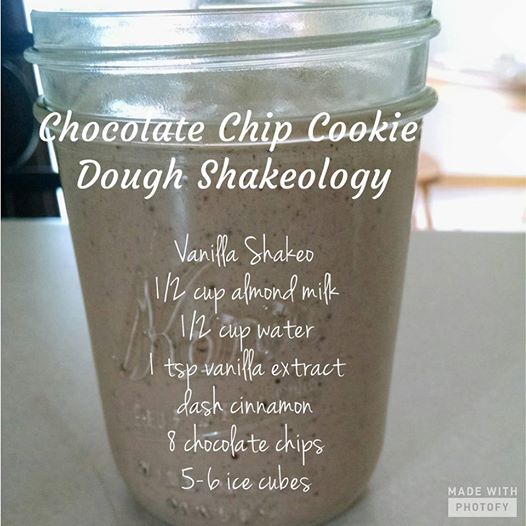 Chocolate Chip Cookie
Dough Shakeology
Vanilla Shakeo
1/2 cup almond milk
1/2 cup water
1 tsp vanilla extract
dash cinnamon
8 chocolate chips
5-6 ice cubes
MADE WITH
PHOTOFY